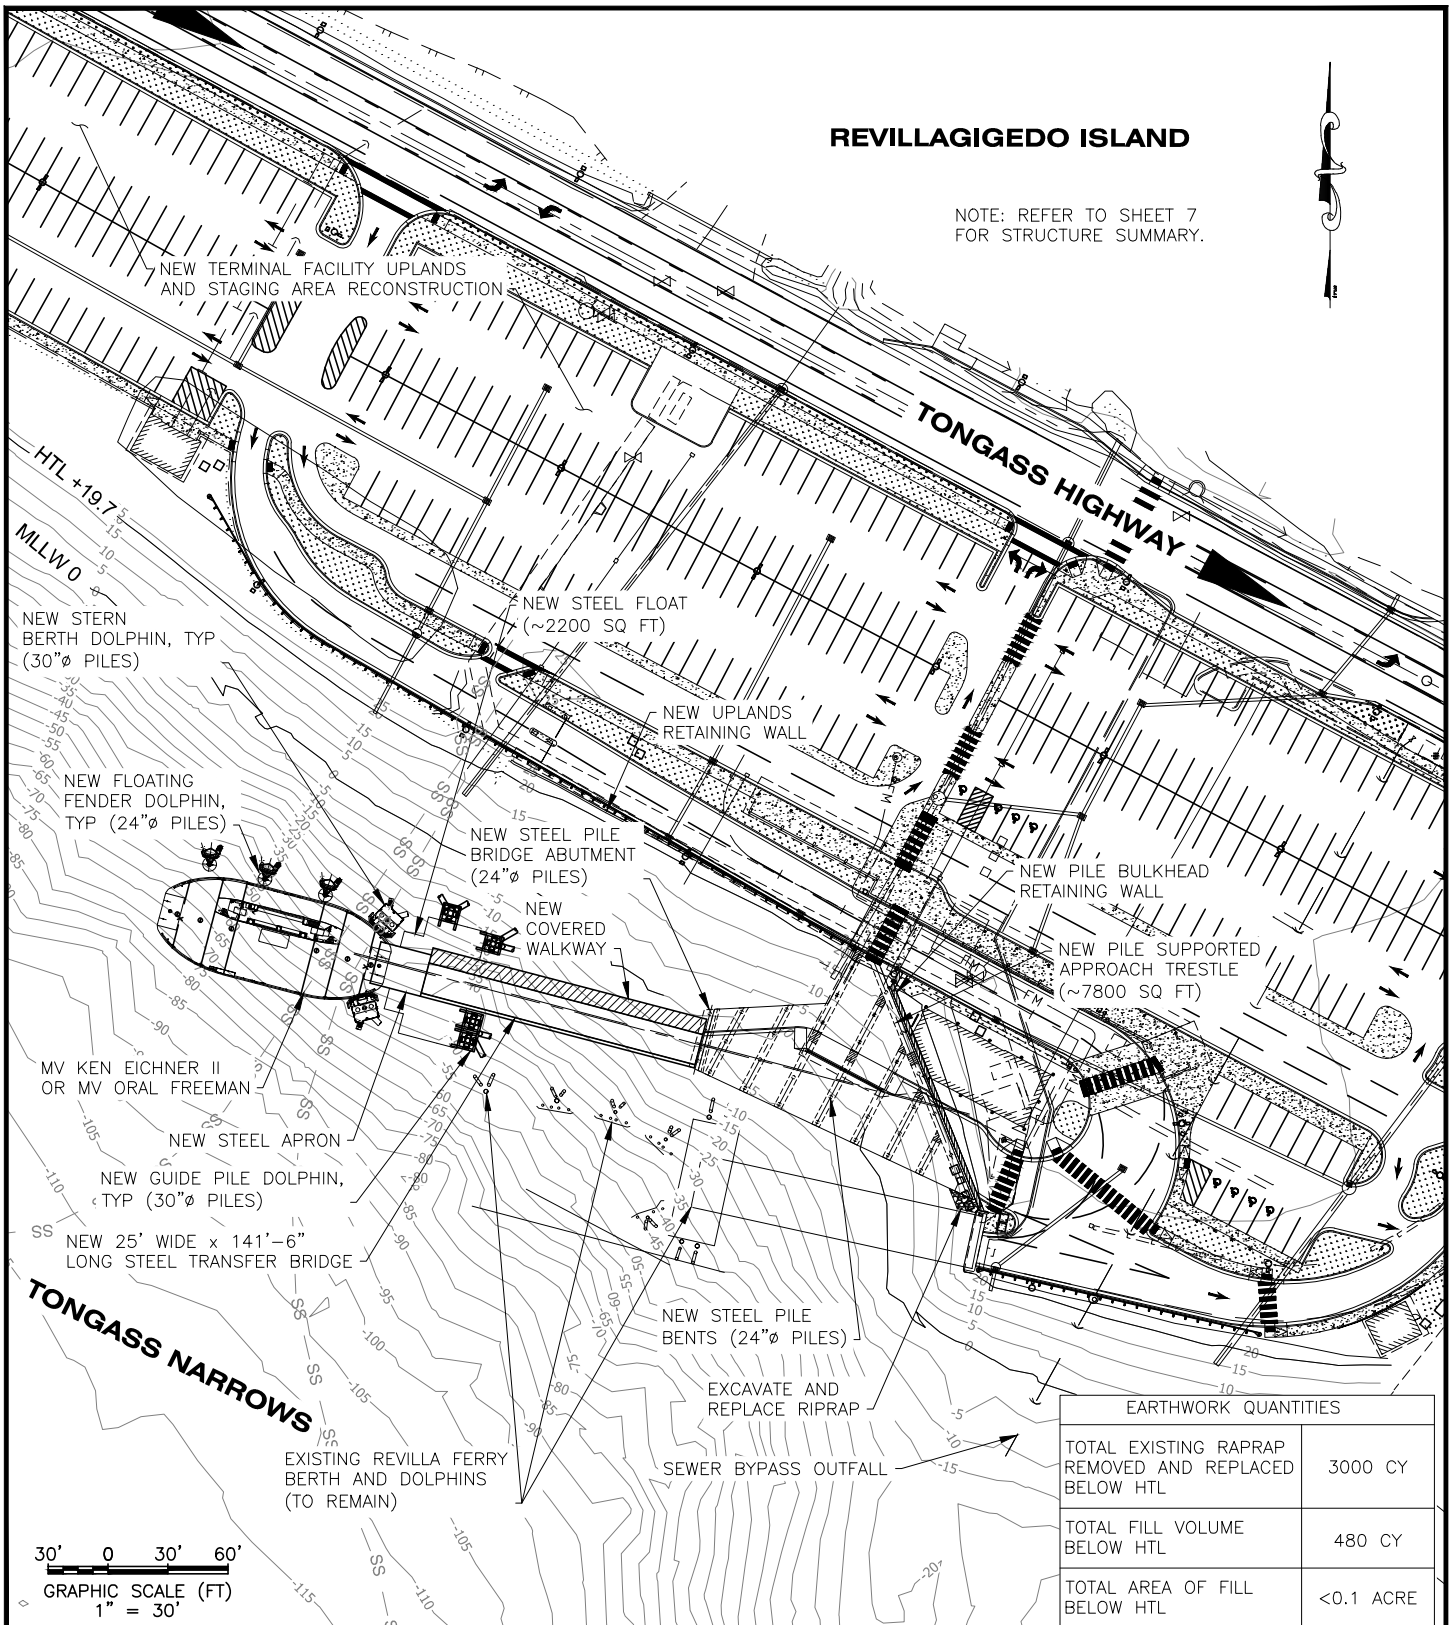 REVILLAGIGEDO ISLAND
NOTE: REFER TO SHEET 7
FOR STRUCTURE SUMMARY.
true
NEW TERMINAL FACILITY UPLANDS
AND STAGING AREA RECONSTRUCTION
TONGASS HIGHWAY
HTL +19.7
MLLW 0
NEW STERN
BERTH DOLPHIN, TYP
(30"ø PILES)
NEW STEEL FLOAT
(~2200 SQ FT)
NEW UPLANDS
RETAINING WALL
NEW FLOATING
FENDER DOLPHIN,
TYP (24"ø PILES)
NEW STEEL PILE
BRIDGE ABUTMENT
(24"ø PILES)
NEW
COVERED
WALKWAY
NEW PILE BULKHEAD
RETAINING WALL
NEW PILE SUPPORTED
APPROACH TRESTLE
(~7800 SQ FT)
FM
FM
MV KEN EICHNER II
OR MV ORAL FREEMAN
NEW STEEL APRON
NEW GUIDE PILE DOLPHIN,
TYP (30"ø PILES)
NEW 25' WIDE x 141'-6"
LONG STEEL TRANSFER BRIDGE
SS
TONGASS NARROWS
NEW STEEL PILE
BENTS (24"ø PILES)
EXCAVATE AND
REPLACE RIPRAP
EXISTING REVILLA FERRY
BERTH AND DOLPHINS
(TO REMAIN)
SEWER BYPASS OUTFALL
30' 0 30' 60'
GRAPHIC SCALE (FT)
1" = 30'
EARTHWORK QUANTITIES
TOTAL EXISTING RAPRAP
REMOVED AND REPLACED
BELOW HTL
3000 CY
TOTAL FILL VOLUME
BELOW HTL
480 CY
TOTAL AREA OF FILL
BELOW HTL
<0.1 ACRE